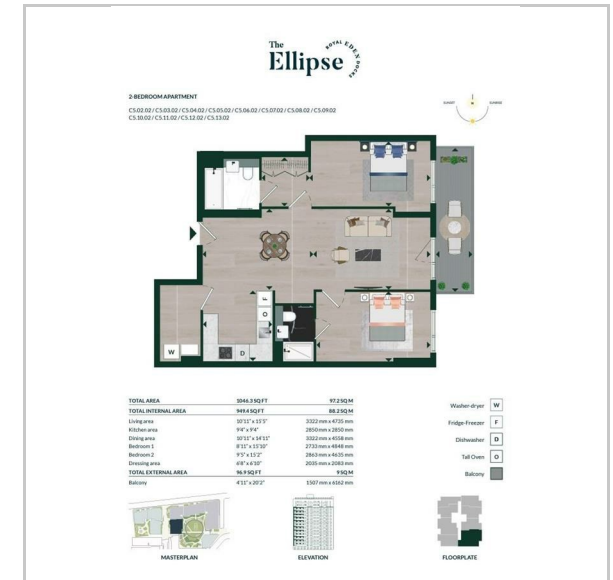 The
Ellipse
ROYAL EDEN DOCKS
2-BEDROOM APARTMENT
C5.02.02 / C5.03.02 / C5.04.02 / C5.05.02 / C5.06.02 / C5.07.02 / C5.08.02 / C5.09.02
C5.10.02 / C5.11.02 / C5.12.02 / C5.13.02
SUNSET N SUNRISE
F
O
W
D
TOTAL AREA 1046.3 SQ FT 97.2 SQ M
TOTAL INTERNAL AREA 949.4 SQ FT 88.2 SQ M
Living area 10'11" x 15'5" 3322 mm x 4735 mm
Kitchen area 9'4" x 9'4" 2850 mm x 2850 mm
Dining area 10'11" x 14'11" 3322 mm x 4558 mm
Bedroom 1 8'11" x 15'10" 2733 mm x 4848 mm
Bedroom 2 9'5" x 15'2" 2863 mm x 4635 mm
Dressing area 6'8" x 6'10" 2035 mm x 2083 mm
TOTAL EXTERNAL AREA 96.9 SQ FT 9 SQ M
Balcony 4'11" x 20'2" 1507 mm x 6162 mm
Washer-dryer W
Fridge-Freezer F
Dishwasher D
Tall Oven O
Balcony
MASTERPLAN
ELEVATION
FLOORPLATE